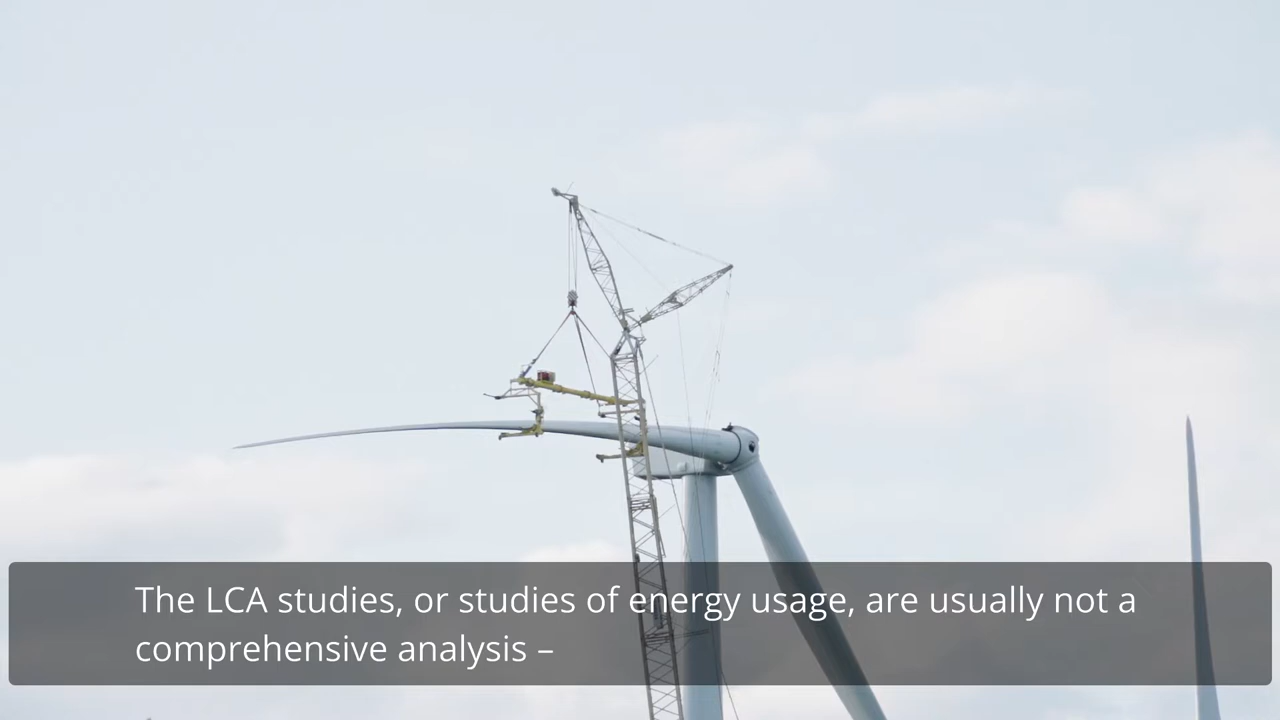 The LCA studies, or studies of energy usage, are usually not a
comprehensive analysis –